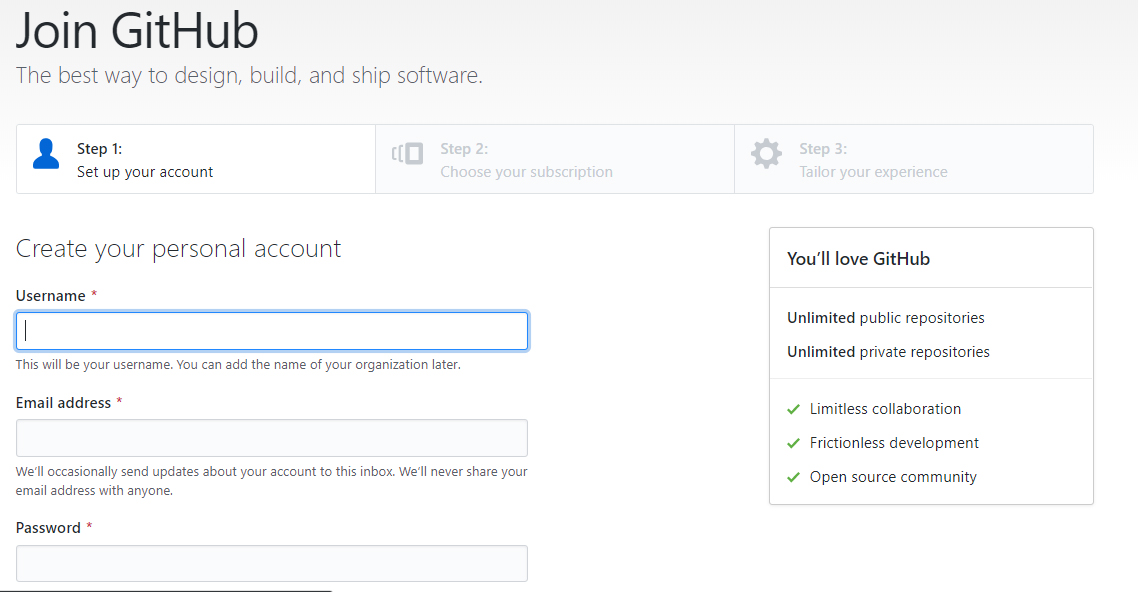 Join GitHub
The best way to design, build, and ship software.
Step 1:
Set up your account
Step 2:
Choose your subscription
Step 3:
Tailor your experience
Create your personal account
Username *
This will be your username. You can add the name of your organization later.
Email address *
We’ll occasionally send updates about your account to this inbox. We’ll never share your
email address with anyone.
Password *
You’ll love GitHub
Unlimited public repositories
Unlimited private repositories
Limitless collaboration
Frictionless development
Open source community